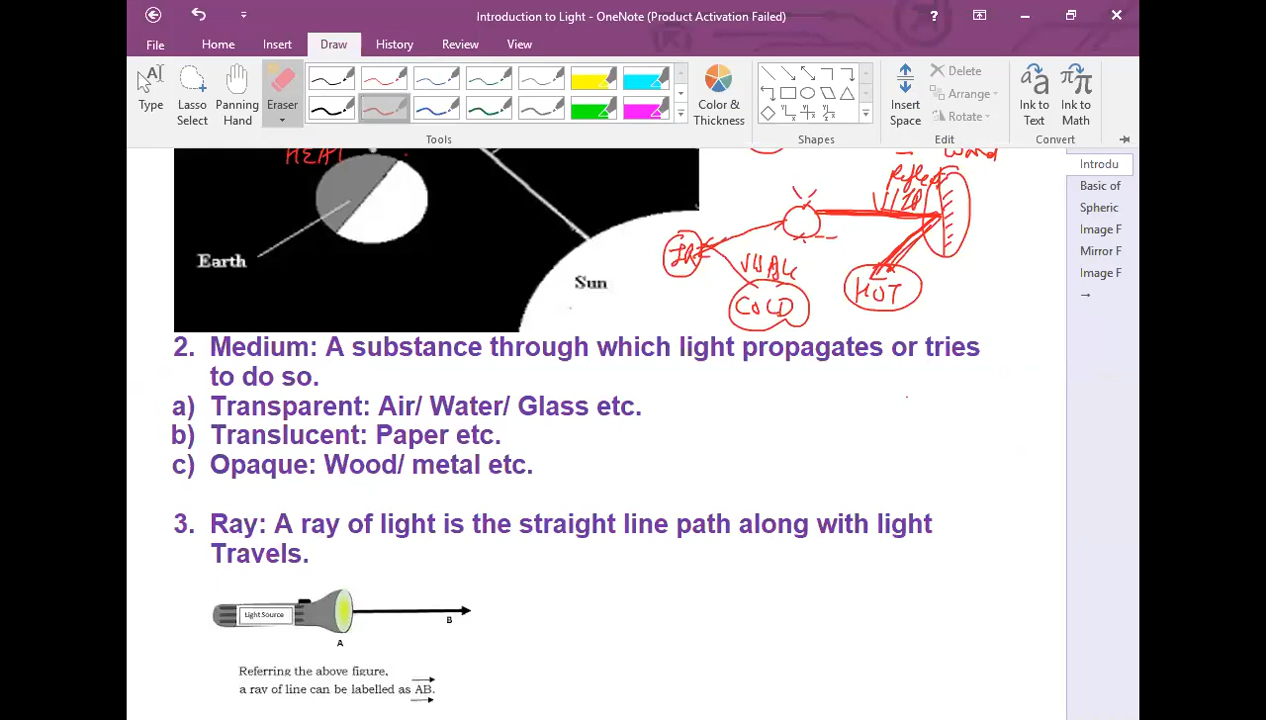 Introduction to Light - OneNote (Product Activation Failed)
?
File
Home
Insert
Draw
History
Review
View
Type
Lasso
Select
Panning
Hand
Eraser
Color &
Thickness
Insert
Space
Delete
Arrange
Rotate
Ink to
Text
Ink to
Math
Tools
Shapes
Edit
Convert
Introdu
Basic of
Spheric
Image F
Mirror F
Image F
HEAT
Earth
Sun
COLD
HOT
2. Medium: A substance through which light propagates or tries
to do so.
a) Transparent: Air/ Water/ Glass etc.
b) Translucent: Paper etc.
c) Opaque: Wood/ metal etc.
3. Ray: A ray of light is the straight line path along with light
Travels.
Light Source
B
A
Referring the above figure,
a ray of line can be labelled as AB.